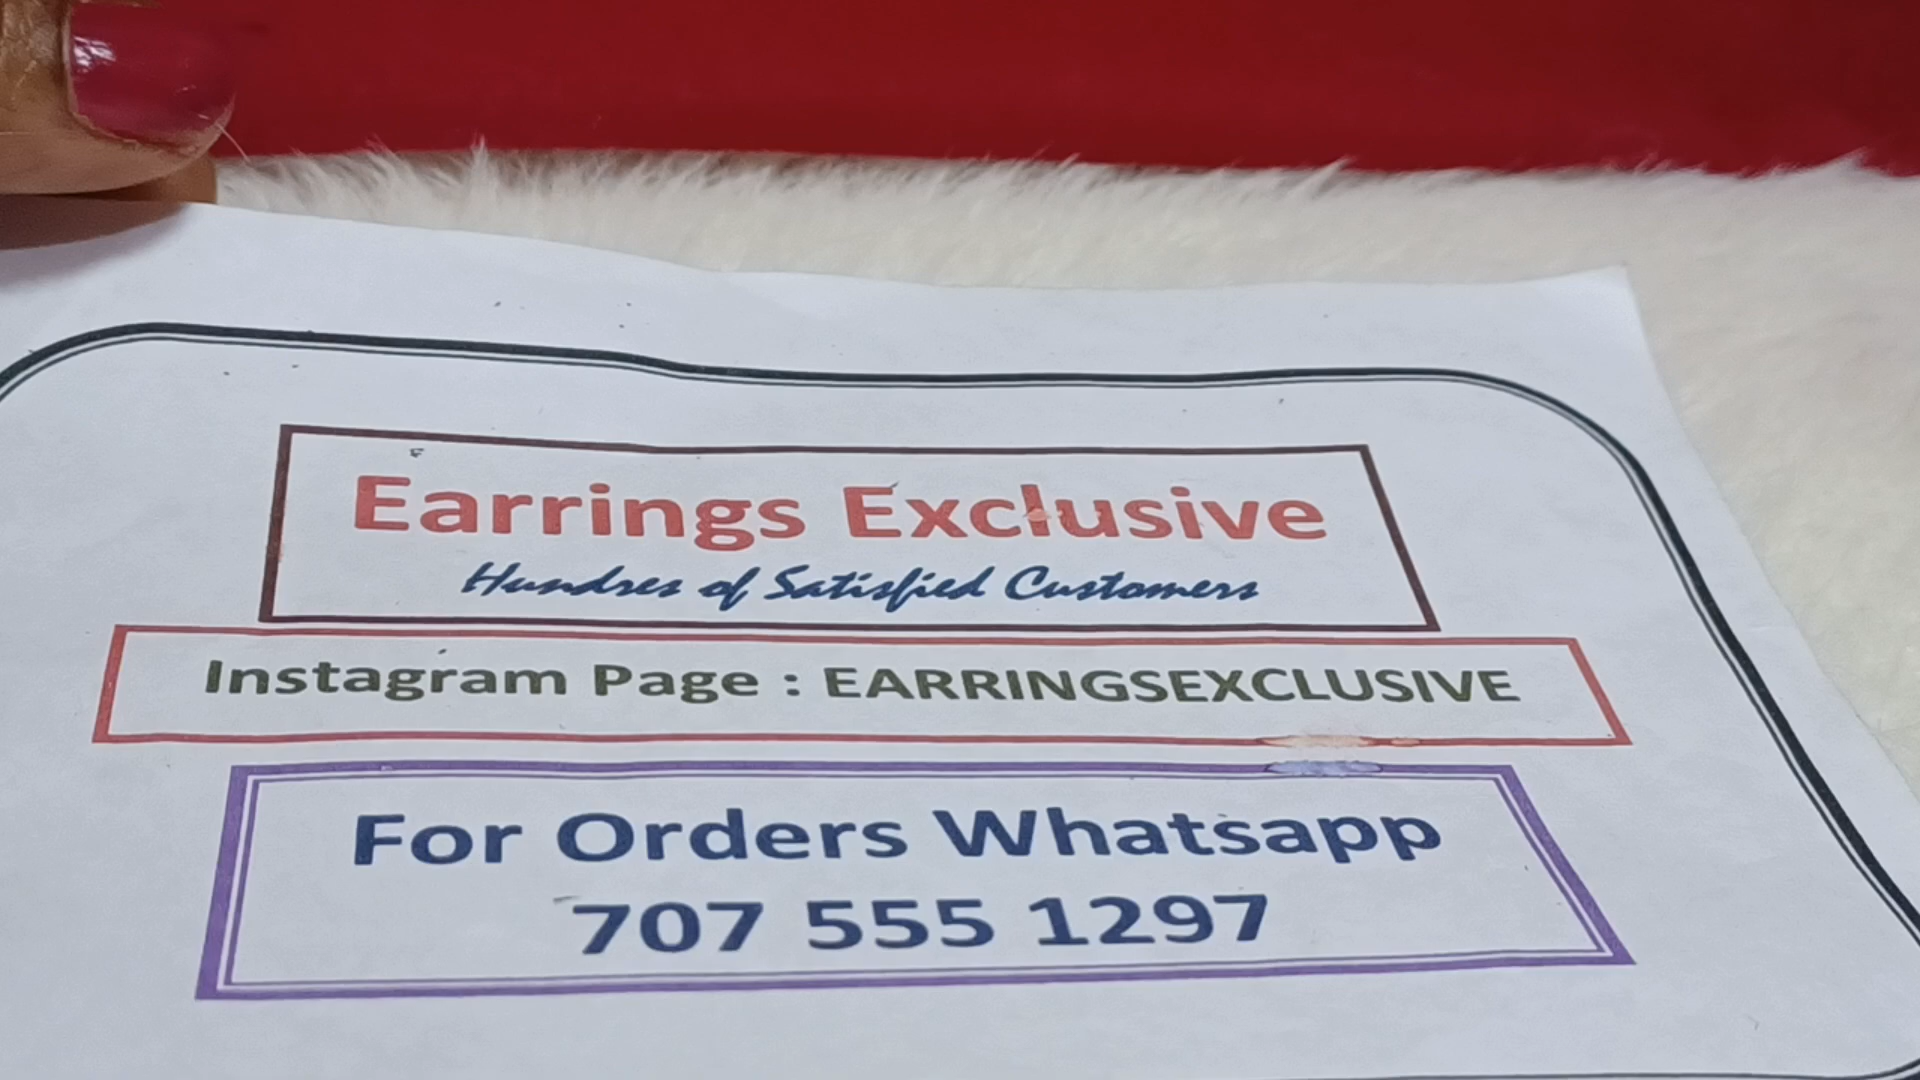 Earrings Exclusive
Hundres of Satisfied Customers
Instagram Page : EARRINGSEXCLUSIVE
For Orders Whatsapp
707 555 1297